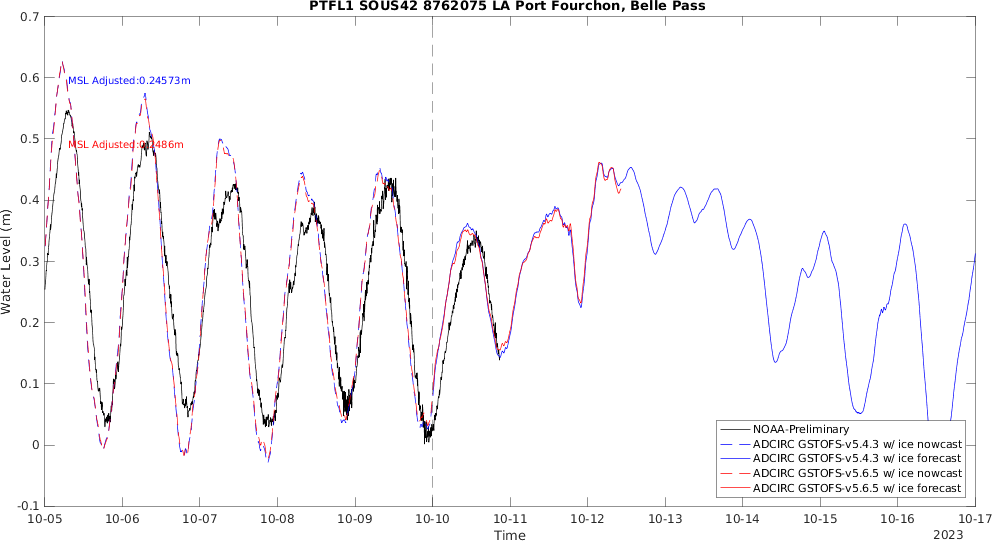 PTFL1 SOUS42 8762075 LA Port Fourchon, Belle Pass
0.7
0.6
0.5
0.4
0.3
0.2
0.1
0
-0.1
Water Level (m)
MSL Adjusted:0.24573m
MSL Adjusted:0.2486m
NOAA-Preliminary
ADCIRC GSTOFS-v5.4.3 w/ ice nowcast
ADCIRC GSTOFS-v5.4.3 w/ ice forecast
ADCIRC GSTOFS-v5.6.5 w/ ice nowcast
ADCIRC GSTOFS-v5.6.5 w/ ice forecast
10-05 10-06 10-07 10-08 10-09 10-10 10-11 10-12 10-13 10-14 10-15 10-16 10-17
Time
2023